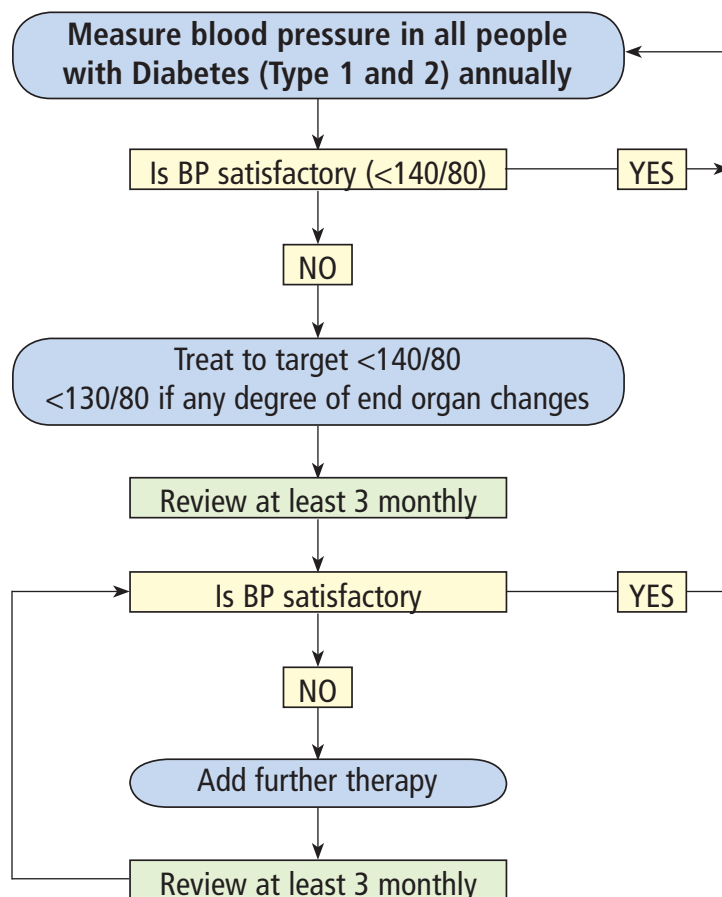 Measure blood pressure in all people
with Diabetes (Type 1 and 2) annually
Is BP satisfactory (<140/80)
YES
NO
Treat to target <140/80
<130/80 if any degree of end organ changes
Review at least 3 monthly
Is BP satisfactory
YES
NO
Add further therapy
Review at least 3 monthly